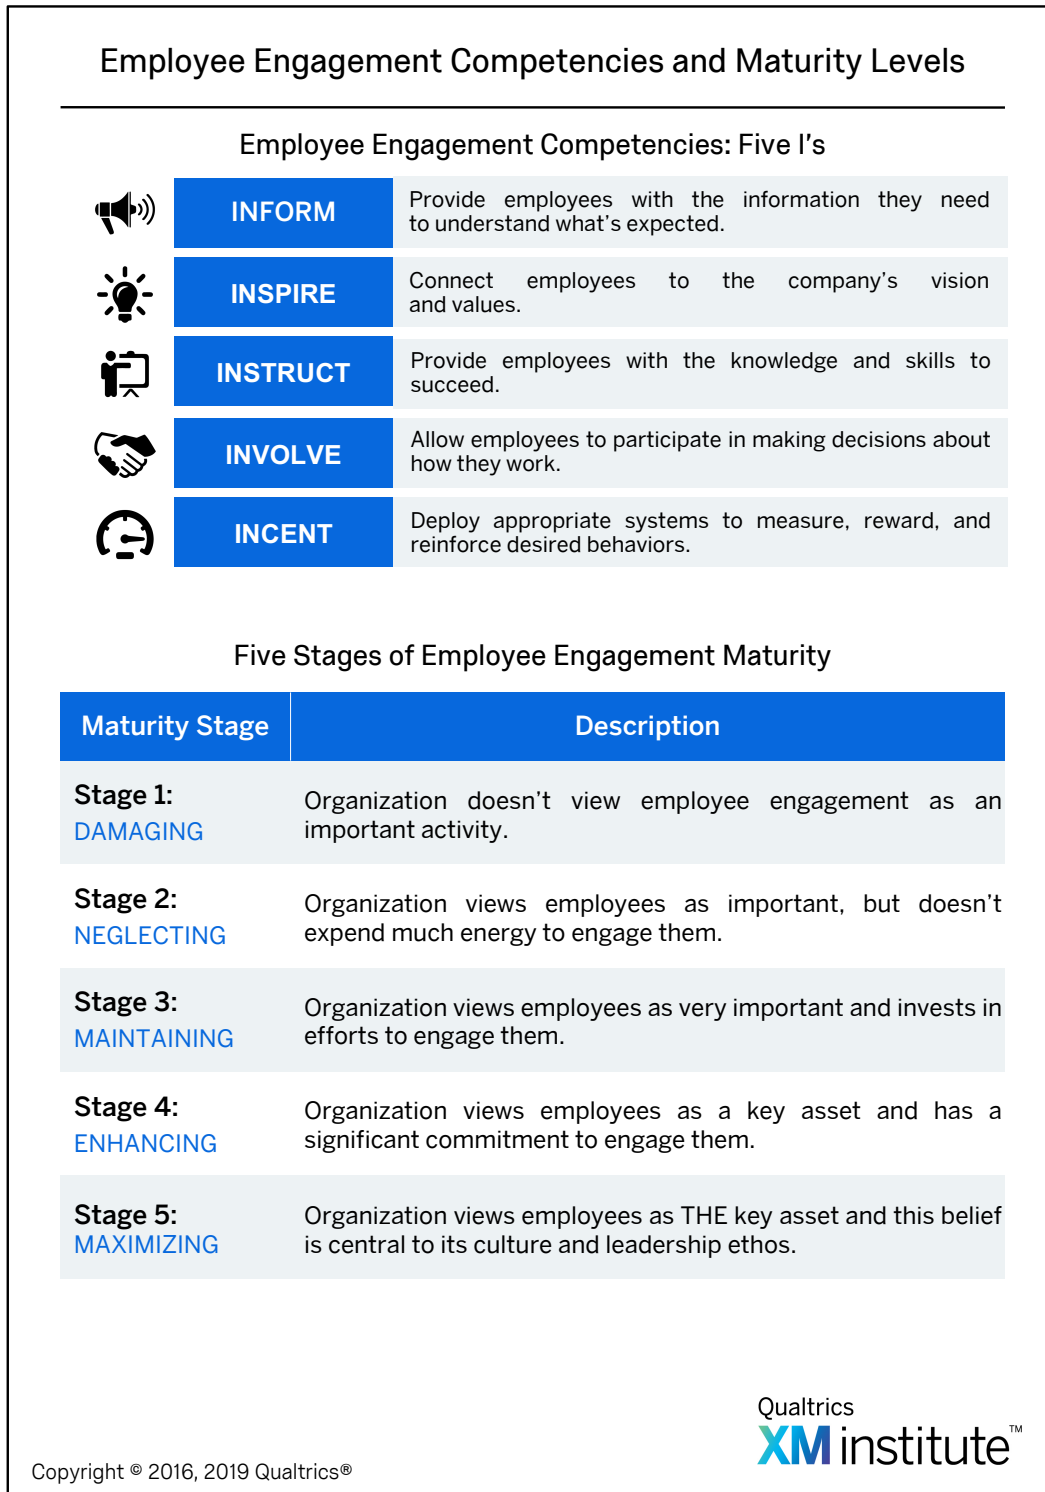 Employee Engagement Competencies and Maturity Levels
Employee Engagement Competencies: Five I's
INFORM
Provide employees with the information they need
to understand what's expected.
INSPIRE
Connect employees to the company's vision
and values.
INSTRUCT
Provide employees with the knowledge and skills to
succeed.
INVOLVE
Allow employees to participate in making decisions about
how they work.
INCENT
Deploy appropriate systems to measure, reward, and
reinforce desired behaviors.
Five Stages of Employee Engagement Maturity
Maturity Stage Description
Stage 1:
DAMAGING
Organization doesn't view employee engagement as an
important activity.
Stage 2:
NEGLECTING
Organization views employees as important, but doesn't
expend much energy to engage them.
Stage 3:
MAINTAINING
Organization views employees as very important and invests in
efforts to engage them.
Stage 4:
ENHANCING
Organization views employees as a key asset and has a
significant commitment to engage them.
Stage 5:
MAXIMIZING
Organization views employees as THE key asset and this belief
is central to its culture and leadership ethos.
Qualtrics
XM institute™
Copyright © 2016, 2019 Qualtrics®